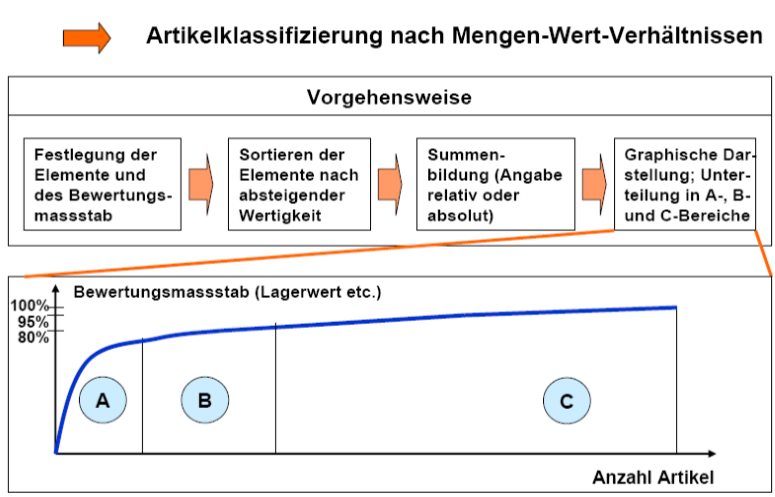 Artikelklassifizierung nach Mengen-Wert-Verhältnissen
Vorgehensweise
Festlegung der
Elemente und
des Bewertungs-
massstab
Sortieren der
Elemente nach
absteigender
Wertigkeit
Summen-
bildung (Angabe
relativ oder
absolut)
Graphische Dar-
stellung; Unter-
teilung in A-, B-
und C-Bereiche
Bewertungsmassstab (Lagerwert etc.)
100%
95%
80%
A
B
C
Anzahl Artikel